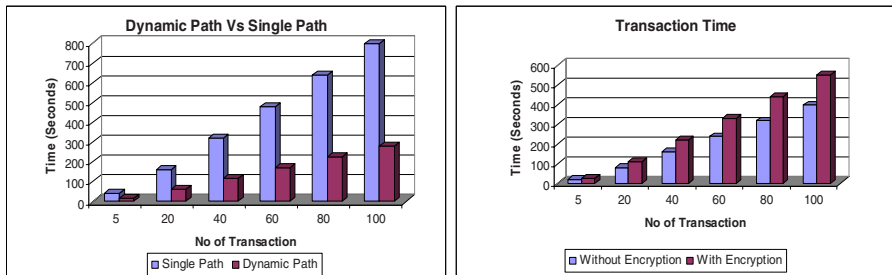 Dynamic Path Vs Single Path
Time (Seconds)
800
700
600
500
400
300
200
100
0
5 20 40 60 80 100
No of Transaction
Single Path Dynamic Path
Transaction Time
Time (Seconds)
600
500
400
300
200
100
0
5 20 40 60 80 100
No of Transaction
Without Encryption With Encryption